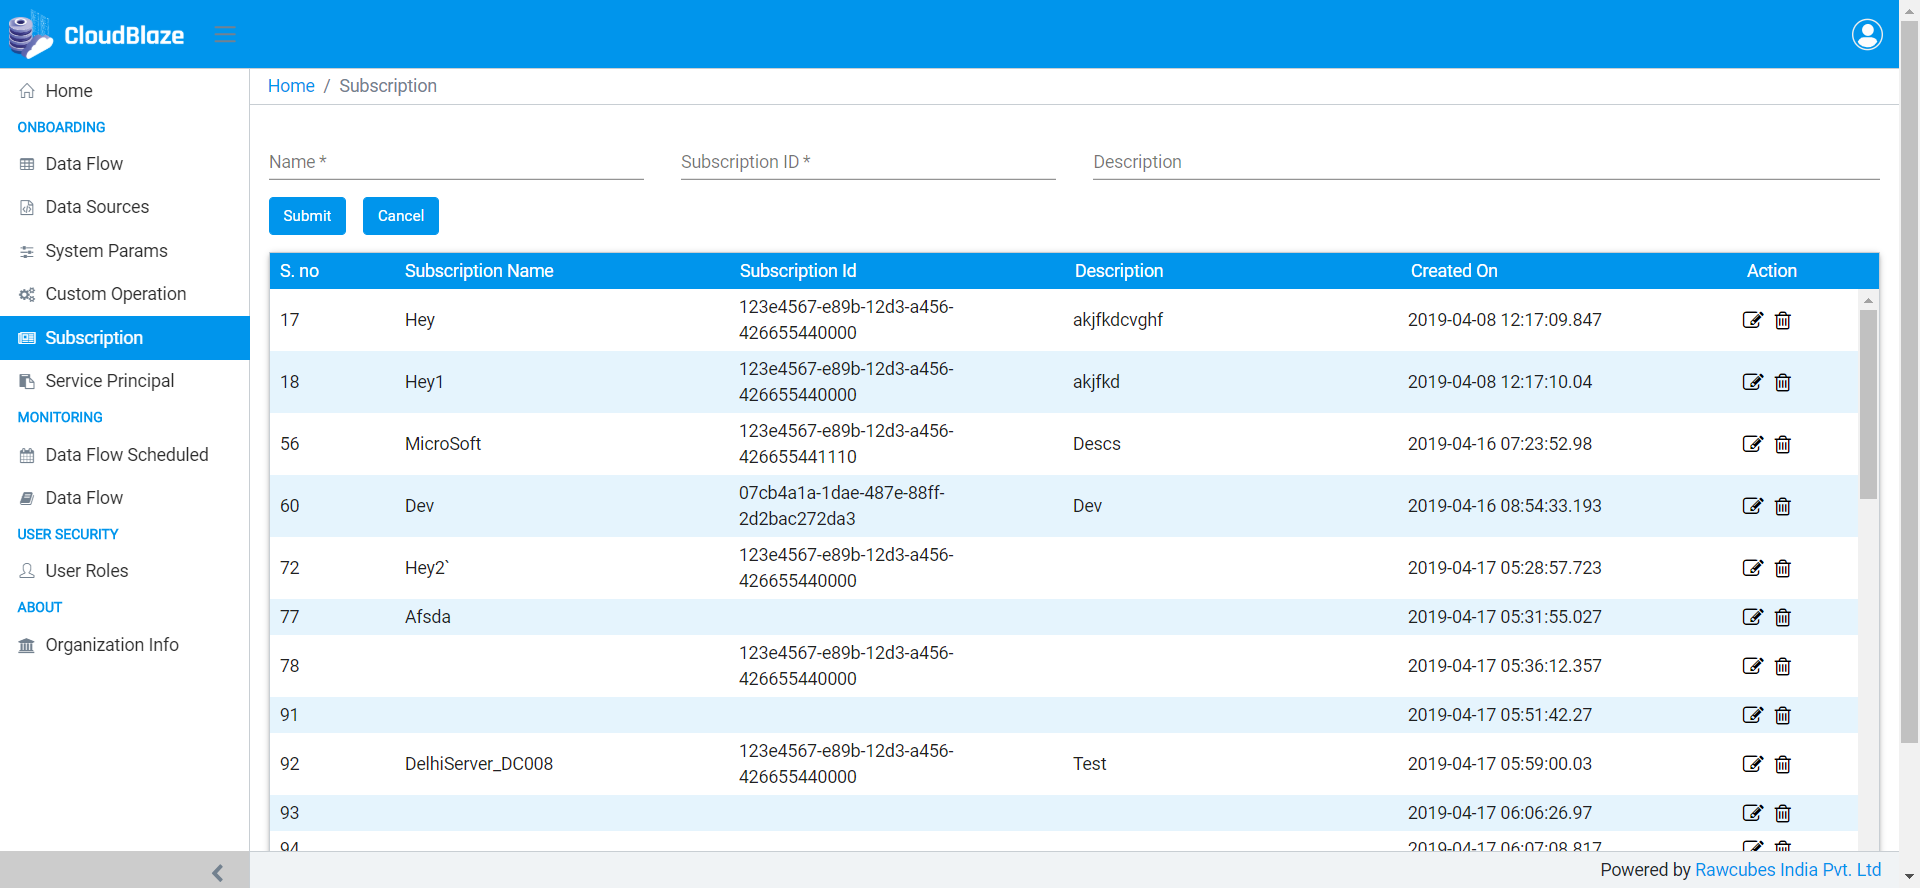 CloudBlaze
Home
ONBOARDING
Data Flow
Data Sources
System Params
Custom Operation
Subscription
Service Principal
MONITORING
Data Flow Scheduled
Data Flow
USER SECURITY
User Roles
ABOUT
Organization Info
Home / Subscription
Name * Subscription ID * Description
Submit Cancel
S. no Subscription Name Subscription Id Description Created On Action
17 Hey 123e4567-e89b-12d3-a456-426655440000 akjfkdcvghf 2019-04-08 12:17:09.847
18 Hey1 123e4567-e89b-12d3-a456-426655440000 akjfkd 2019-04-08 12:17:10.04
56 MicroSoft 123e4567-e89b-12d3-a456-426655441110 Descs 2019-04-16 07:23:52.98
60 Dev 07cb4a1a-1dae-487e-88ff-2d2bac272da3 Dev 2019-04-16 08:54:33.193
72 Hey2` 123e4567-e89b-12d3-a456-426655440000 2019-04-17 05:28:57.723
77 Afsda 2019-04-17 05:31:55.027
78 123e4567-e89b-12d3-a456-426655440000 2019-04-17 05:36:12.357
91 2019-04-17 05:51:42.27
92 DelhiServer_DC008 123e4567-e89b-12d3-a456-426655440000 Test 2019-04-17 05:59:00.03
93 2019-04-17 06:06:26.97
94 2019-04-17 06:07:08.817
Powered by Rawcubes India Pvt. Ltd